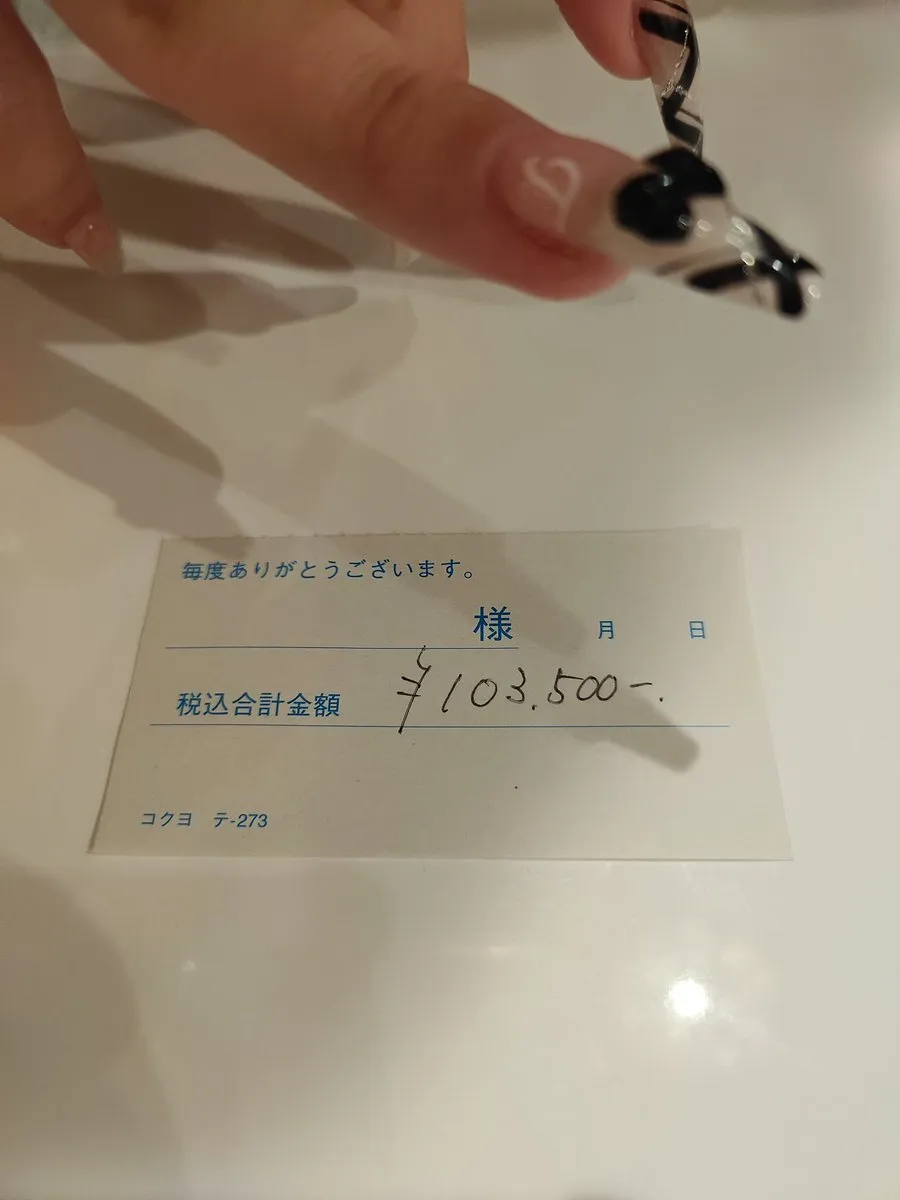 毎度ありがとうございます。
様 月 日
税込合計金額 ¥103.500-.
コクヨ テ-273